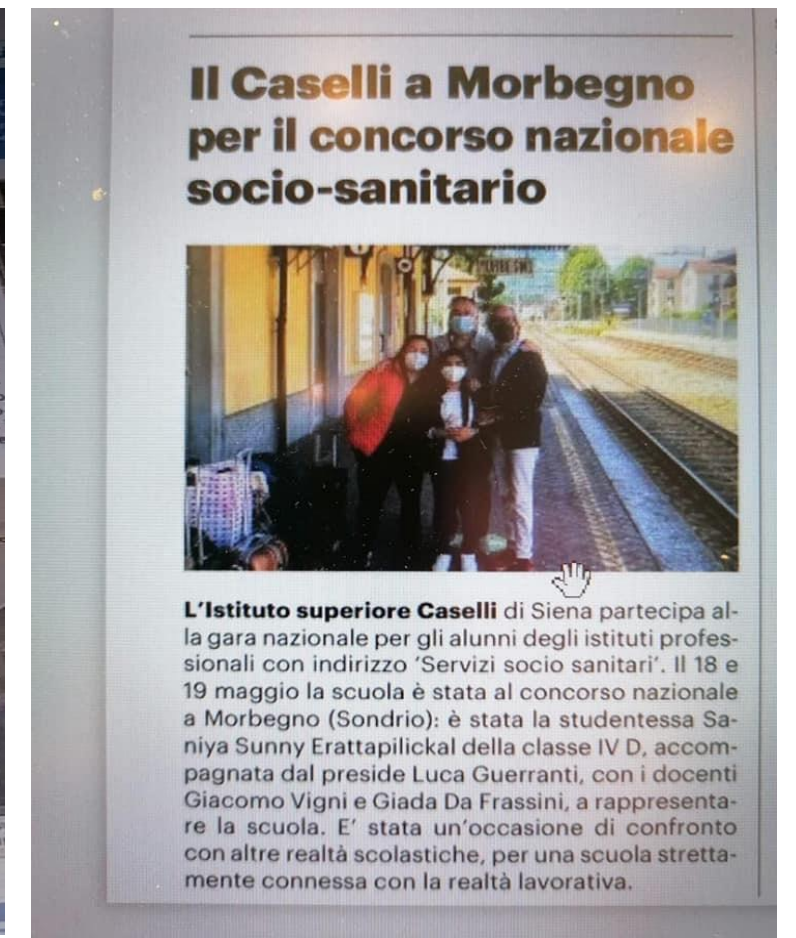 Il Caselli a Morbegno
per il concorso nazionale
socio-sanitario
L'Istituto superiore Caselli di Siena partecipa al-
la gara nazionale per gli alunni degli istituti profes-
sionali con indirizzo 'Servizi socio sanitari'. Il 18 e
19 maggio la scuola è stata al concorso nazionale
a Morbegno (Sondrio): è stata la studentessa Sa-
niya Sunny Erattapilickal della classe IV D, accom-
pagnata dal preside Luca Guerranti, con i docenti
Giacomo Vigni e Giada Da Frassini, a rappresenta-
re la scuola. E' stata un'occasione di confronto
con altre realtà scolastiche, per una scuola stretta-
mente connessa con la realtà lavorativa.